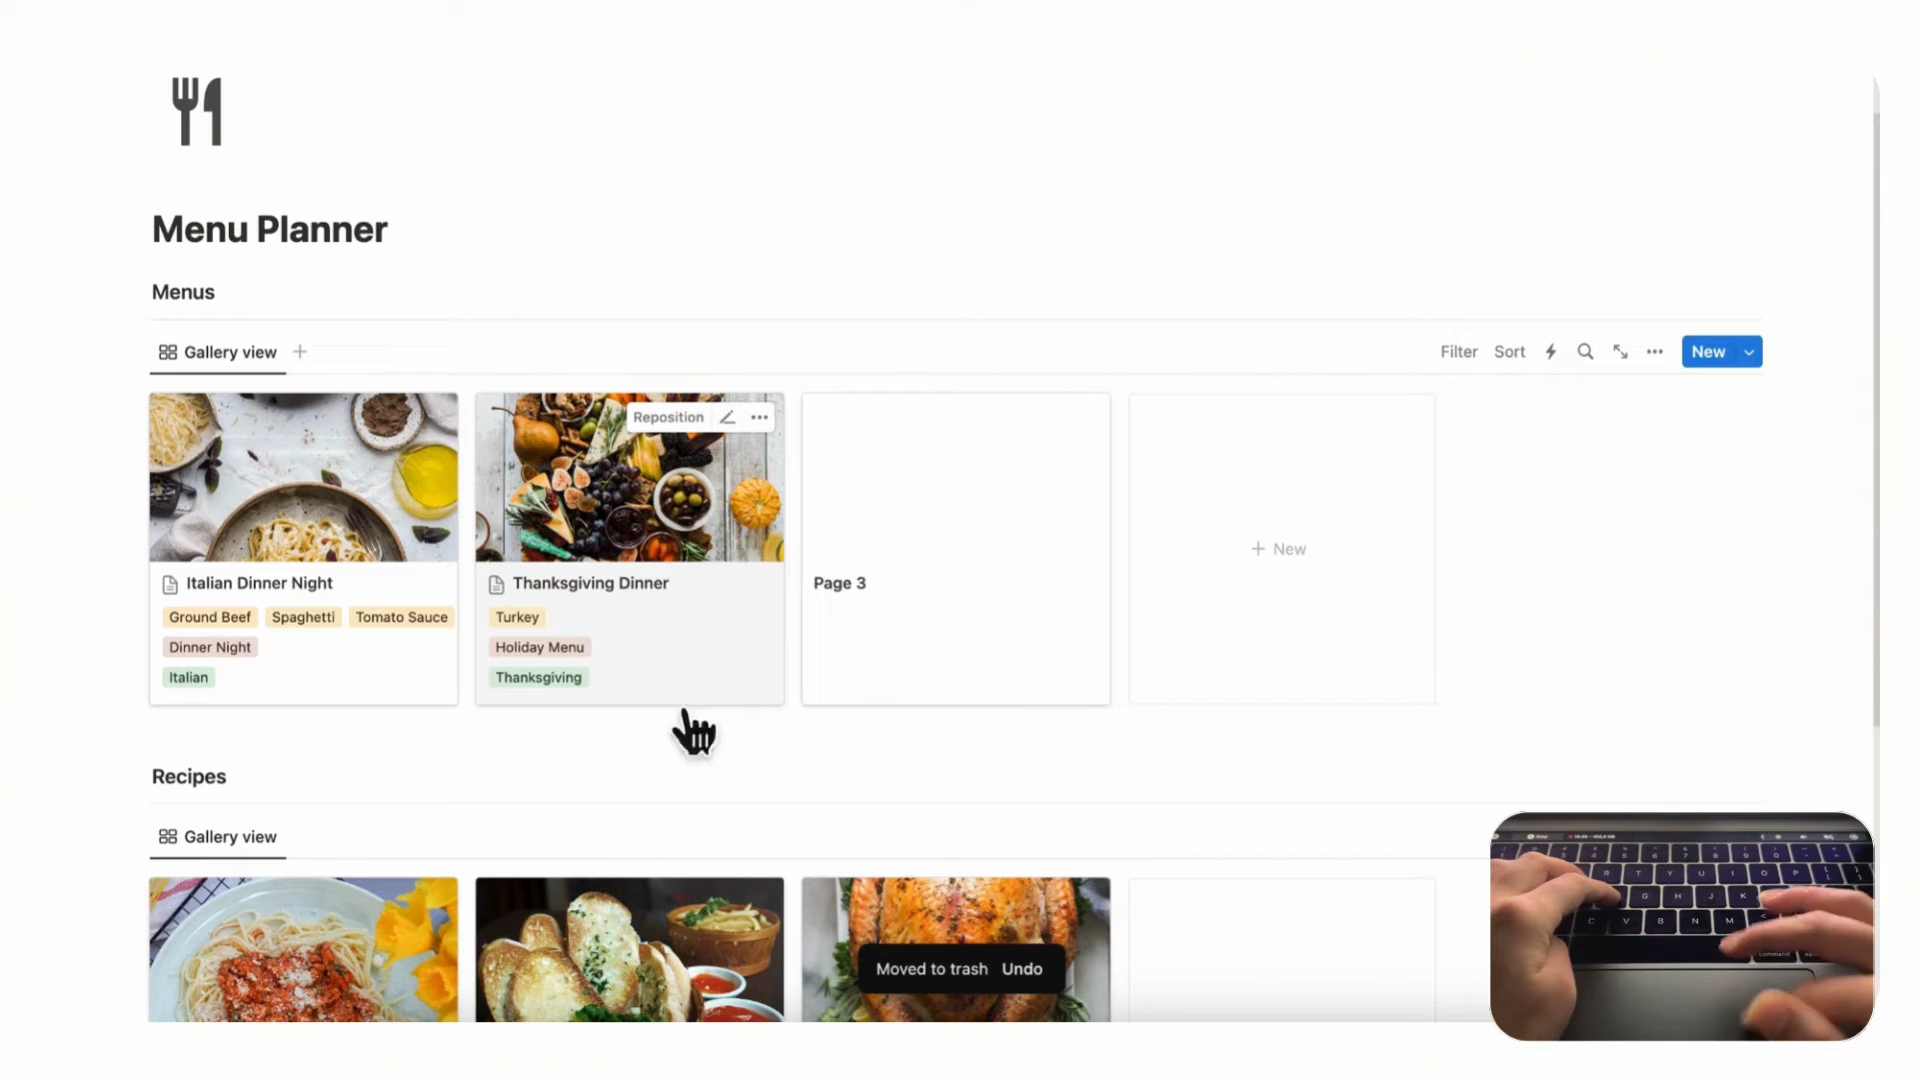 Menu Planner
Menus
Gallery view
Filter Sort New
Reposition
Italian Dinner Night
Ground Beef Spaghetti Tomato Sauce
Dinner Night
Italian
Thanksgiving Dinner
Turkey
Holiday Menu
Thanksgiving
Page 3
+ New
Recipes
Gallery view
Moved to trash Undo
R T Y U I O P
G H J K
C V B N M
command